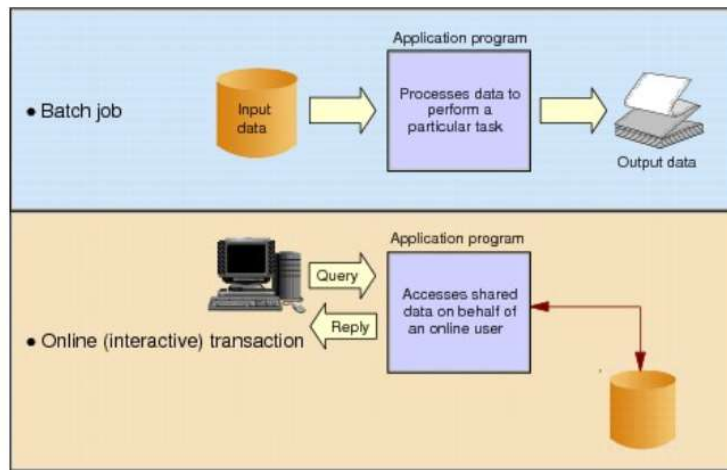 Application program
● Batch job
Input
data
Processes data to
perform a
particular task
Output data
Application program
Query
Reply
Accesses shared
data on behalf of
an online user
● Online (interactive) transaction